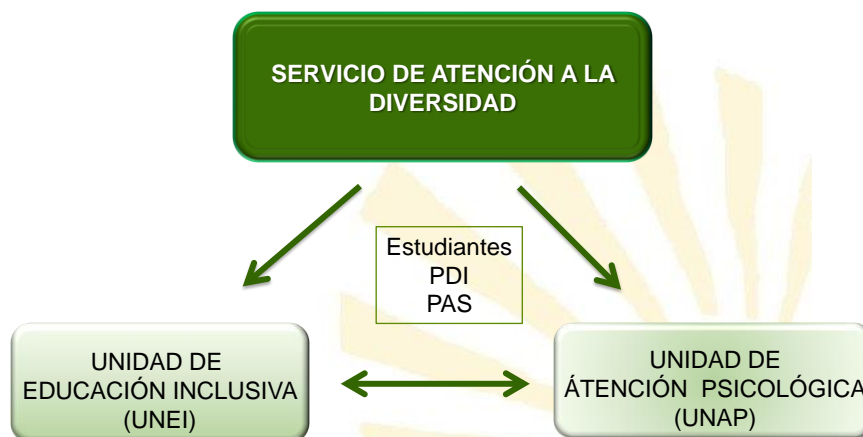 SERVICIO DE ATENCIÓN A LA
DIVERSIDAD
Estudiantes
PDI
PAS
UNIDAD DE
EDUCACIÓN INCLUSIVA
(UNEI)
UNIDAD DE
ÁTENCIÓN PSICOLÓGICA
(UNAP)